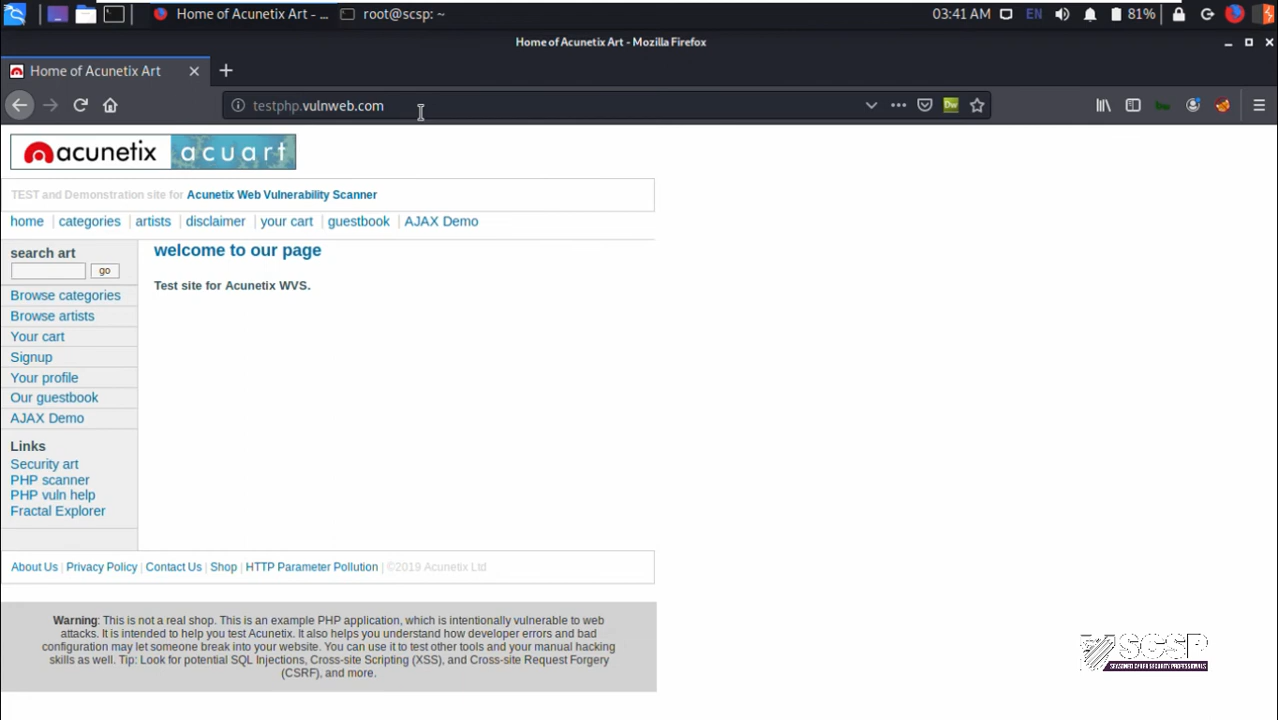 Home of Acunetix Art - ...
root@scsp: ~
03:41 AM
EN
81%
Home of Acunetix Art - Mozilla Firefox
Home of Acunetix Art
testphp.vulnweb.com
Dw
acunetix acuart
TEST and Demonstration site for Acunetix Web Vulnerability Scanner
home | categories | artists | disclaimer | your cart | guestbook | AJAX Demo
search art
go
Browse categories
Browse artists
Your cart
Signup
Your profile
Our guestbook
AJAX Demo
Links
Security art
PHP scanner
PHP vuln help
Fractal Explorer
welcome to our page
Test site for Acunetix WVS.
About Us | Privacy Policy | Contact Us | Shop | HTTP Parameter Pollution | ©2019 Acunetix Ltd
Warning: This is not a real shop. This is an example PHP application, which is intentionally vulnerable to web
attacks. It is intended to help you test Acunetix. It also helps you understand how developer errors and bad
configuration may let someone break into your website. You can use it to test other tools and your manual hacking
skills as well. Tip: Look for potential SQL Injections, Cross-site Scripting (XSS), and Cross-site Request Forgery
(CSRF), and more.
SCSP
SEASONED CYBER SECURITY PROFESSIONALS